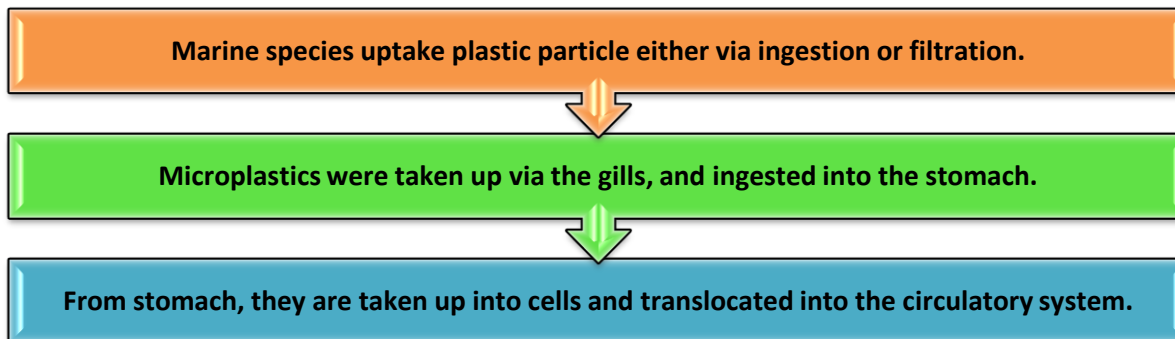 Marine species uptake plastic particle either via ingestion or filtration.
Microplastics were taken up via the gills, and ingested into the stomach.
From stomach, they are taken up into cells and translocated into the circulatory system.